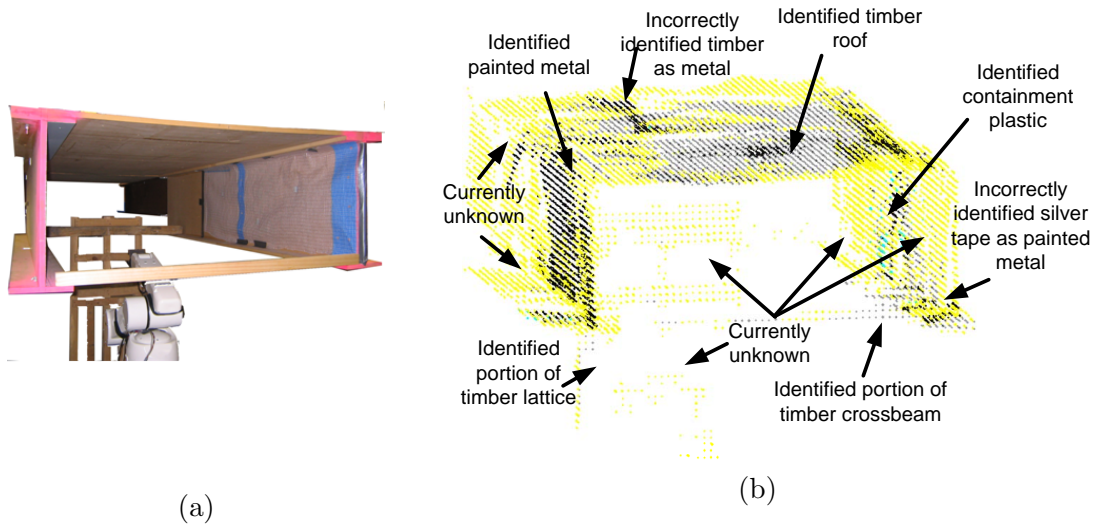 Identified
painted metal
Incorrectly
identified timber
as metal
Identified timber
roof
Identified
containment
plastic
Currently
unknown
Incorrectly
identified silver
tape as painted
metal
Identified
portion of
timber lattice
Currently
unknown
Identified portion of
timber crossbeam
(a)
(b)